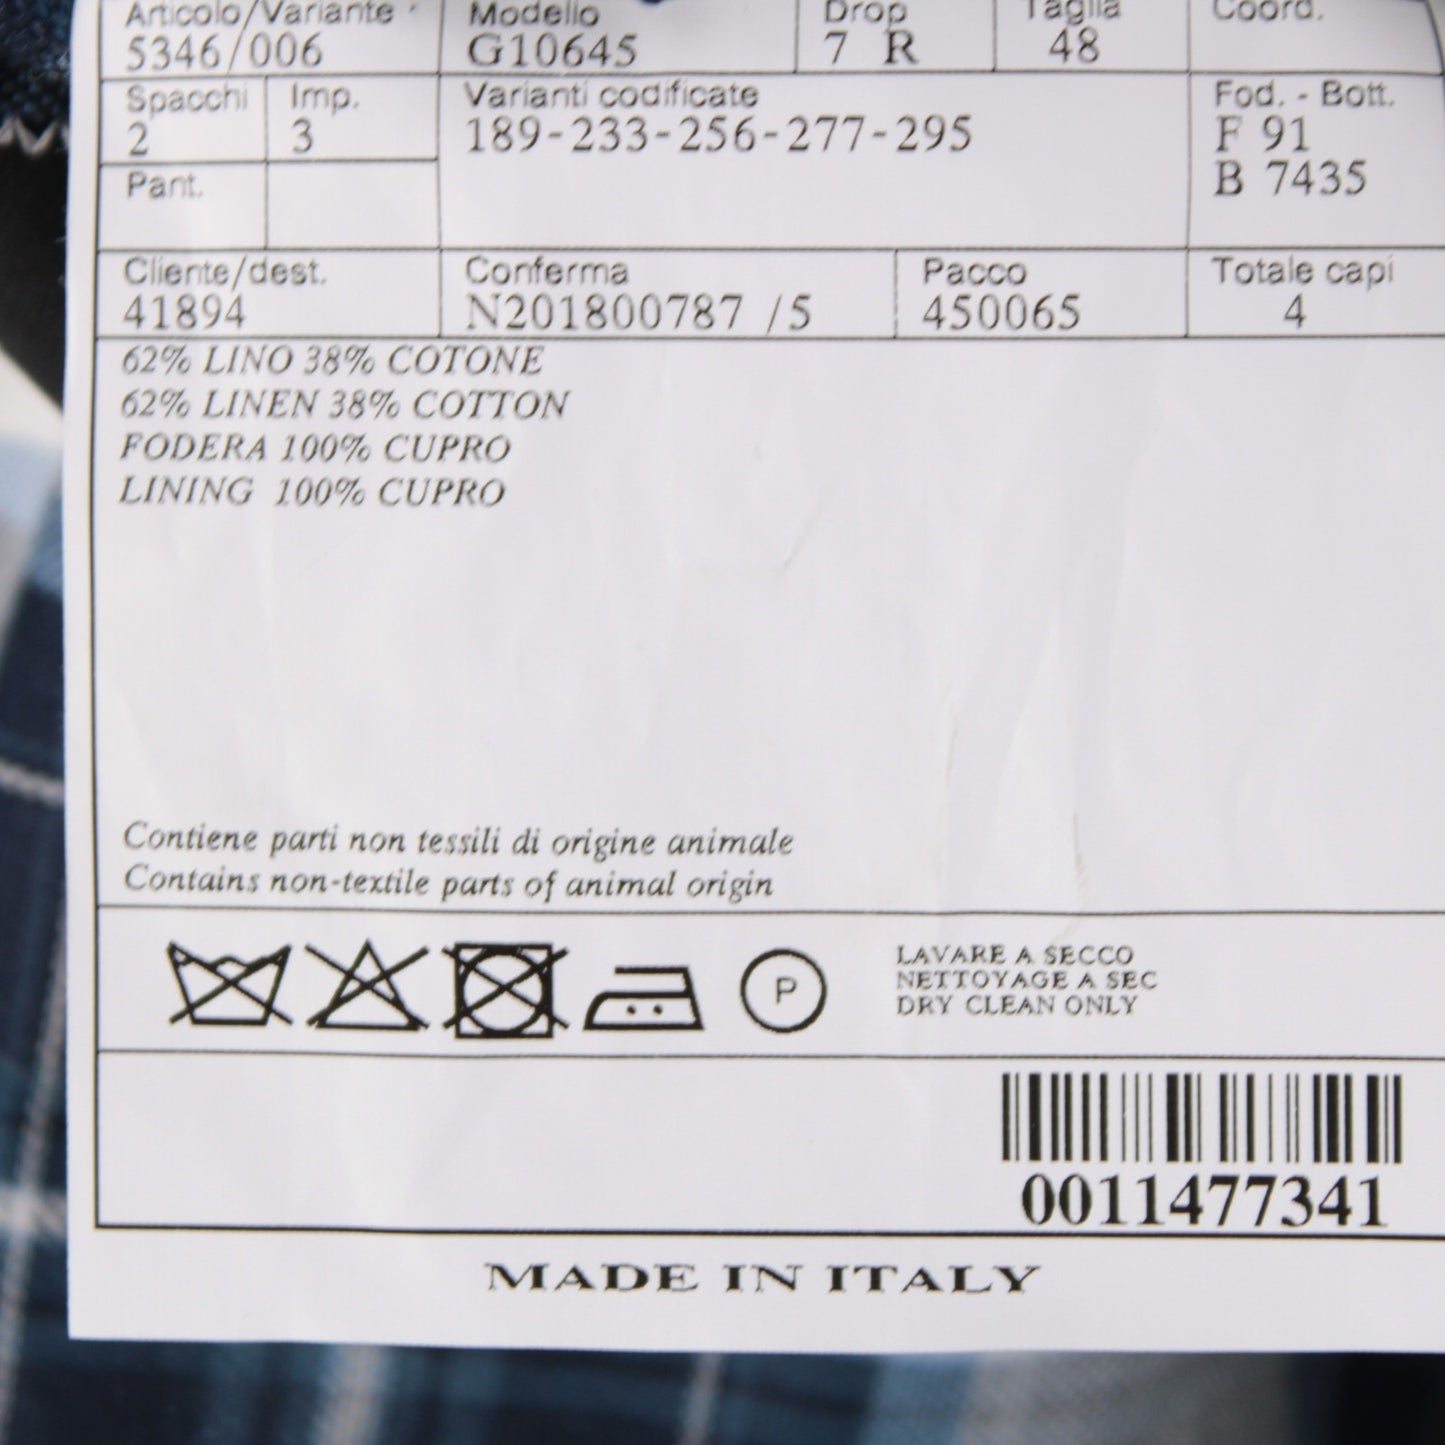 Articolo/Variante Modello Drop Taglia Coord.
5346/006 G10645 7 R 48
Spacchi Imp. Varianti codificate Fod. - Bott.
2 3 189-233-256-277-295 F 91
B 7435
Pant.
Cliente/dest. Conferma Pacco Totale capi
41894 N201800787 /5 450065 4
62% LINO 38% COTONE
62% LINEN 38% COTTON
FODERA 100% CUPRO
LINING 100% CUPRO
Contiene parti non tessili di origine animale
Contains non-textile parts of animal origin
P
LAVARE A SECCO
NETTOYAGE A SEC
DRY CLEAN ONLY
0011477341
MADE IN ITALY